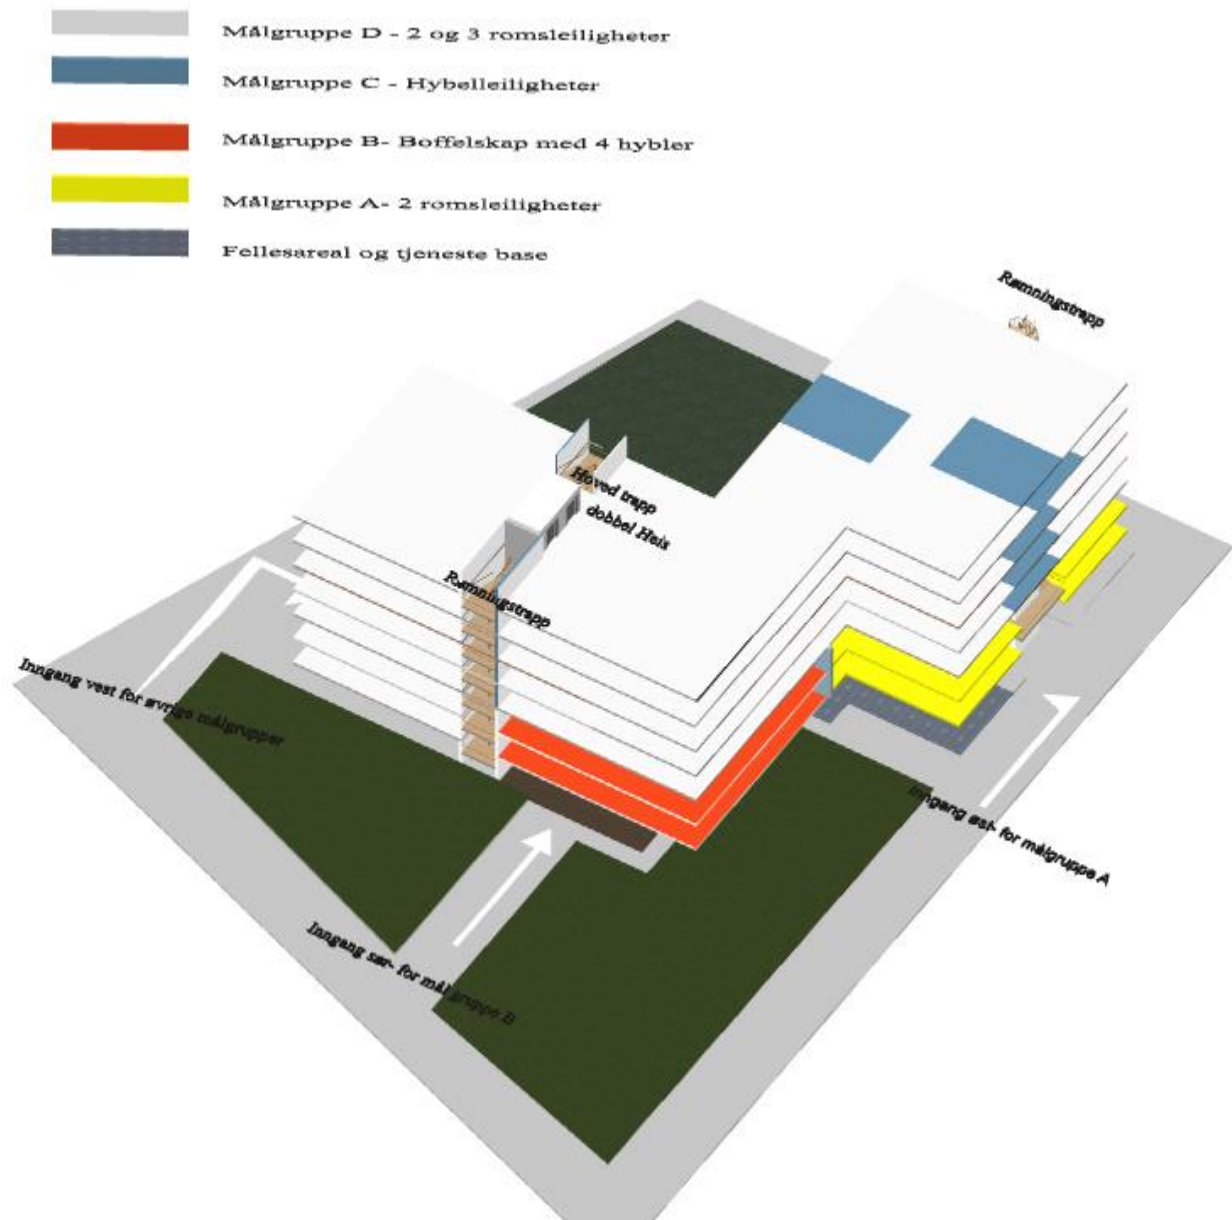 Målgruppe D - 2 og 3 romsleiligheter
Målgruppe C - Hybelleiligheter
Målgruppe B- Boffelskap med 4 hybler
Målgruppe A- 2 romsleiligheter
Fellesareal og tjeneste base
Rømningstrapp
Hoved trapp
dobbel Heis
Rømningstrapp
Inngang vest for øvrige målgrupper
Inngang øst- for målgruppe A
Inngang sør- for målgruppe B